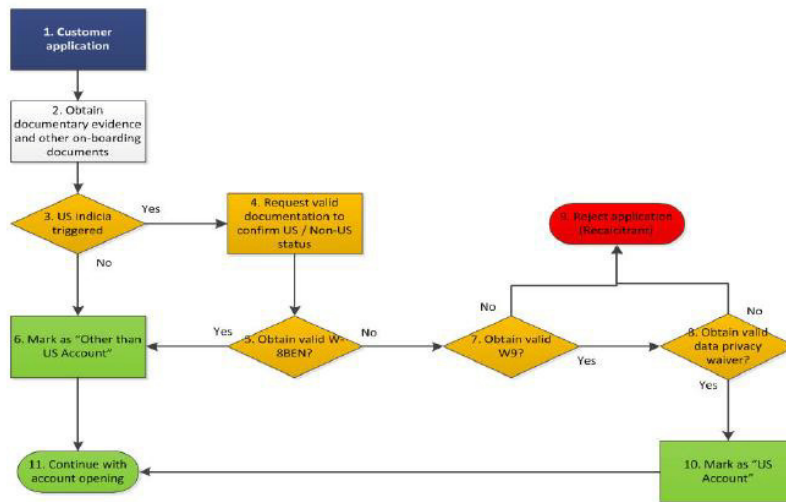 1. Customer
application
2. Obtain
documentary evidence
and other on-boarding
documents
3. US indicia
triggered
Yes
4. Request valid
documentation to
confirm US / Non-US
status
No
9. Reject application
(Recalcitrant)
6. Mark as "Other than
US Account"
Yes
5. Obtain valid W-
8BEN?
No
No
7. Obtain valid
W9?
Yes
No
8. Obtain valid
data privacy
waiver?
Yes
11. Continue with
account opening
10. Mark as "US
Account"